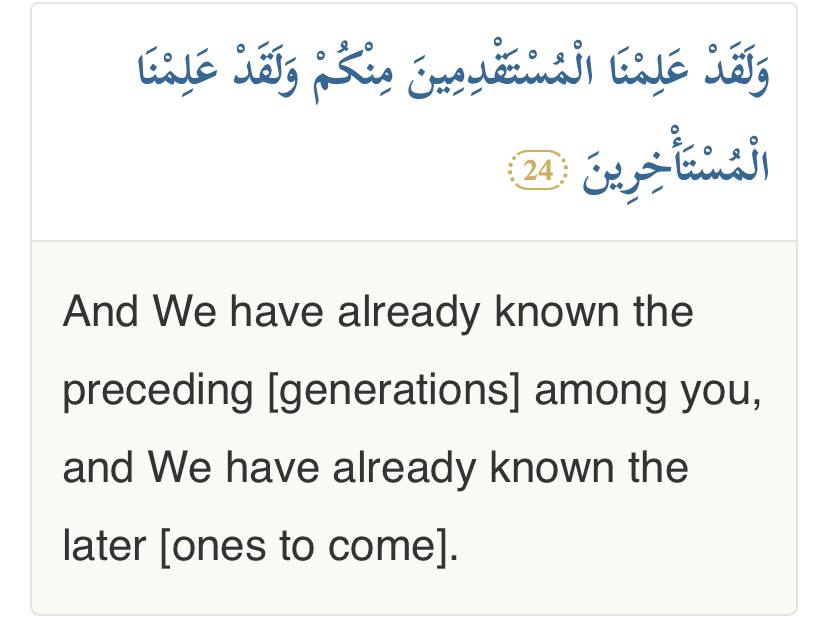 وَلَقَدْ عَلِمْنَا الْمُسْتَقْدِمِينَ مِنْكُمْ وَلَقَدْ عَلِمْنَا
الْمُسْتَأْخِرِينَ 24
And We have already known the
preceding [generations] among you,
and We have already known the
later [ones to come].